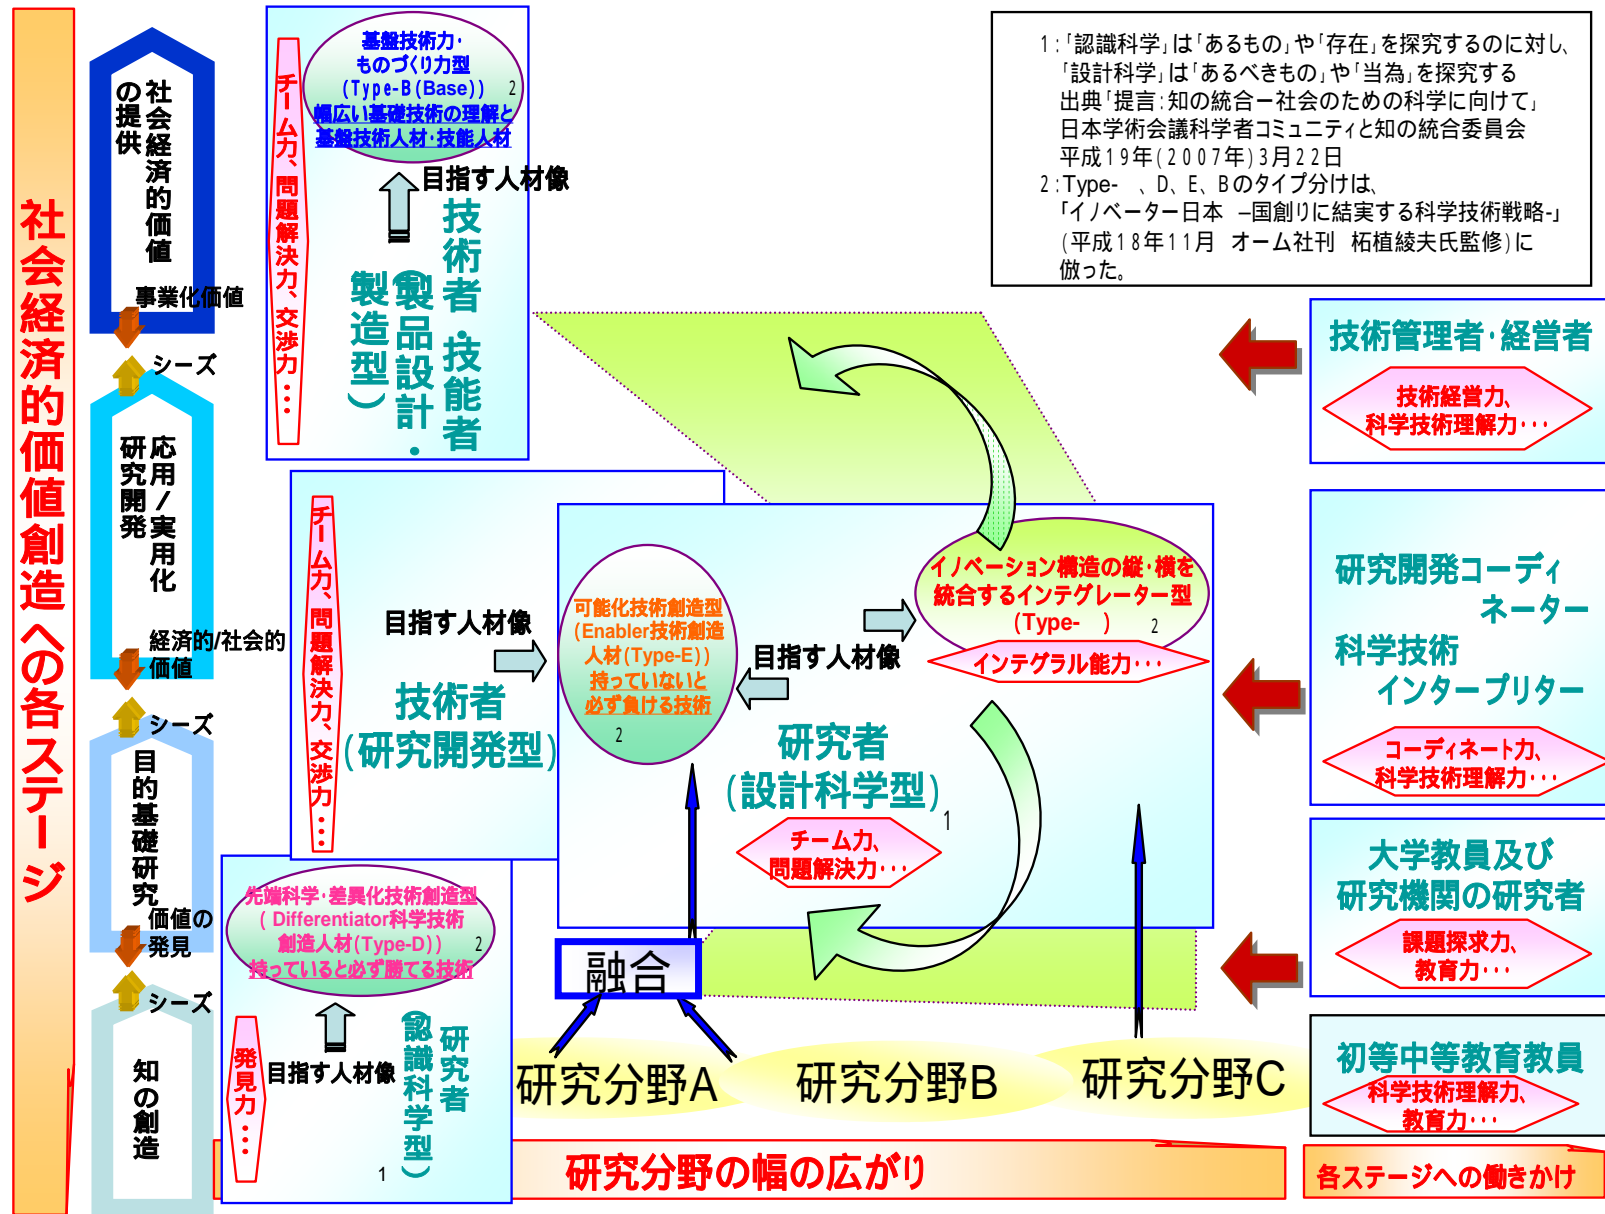 社会経済的価値創造への各ステージ
社会経済的価値
の提供
事業化価値
シーズ
応用/実用化
研究開発
経済的/社会的
価値
シーズ
目的基礎研究
価値の
発見
シーズ
知の創造
基盤技術力・
ものづくり力型
(Type-B(Base))
2
幅広い基礎技術の理解と
基盤技術人材・技能人材
目指す人材像
チーム力、問題解決力、交渉力・・・
技術者・技能者
(製品設計・
製造型)
1:「認識科学」は「あるもの」や「存在」を探究するのに対し、
「設計科学」は「あるべきもの」や「当為」を探究する
出典「提言:知の統合ー社会のための科学に向けて」
日本学術会議科学者コミュニティと知の統合委員会
平成19年(2007年)3月22日
2:Type- 、D、E、Bのタイプ分けは、
「イノベーター日本 –国創りに結実する科学技術戦略-」
(平成18年11月 オーム社刊 柘植綾夫氏監修)に
倣った。
チーム力、問題解決力、交渉力・・・
目指す人材像
技術者
(研究開発型)
可能化技術創造型
(Enabler技術創造
人材(Type-E))
持っていないと
必ず負ける技術
2
目指す人材像
イノベーション構造の縦・横を
統合するインテグレーター型
(Type- )
2
インテグラル能力・・・
研究者
(設計科学型)
1
チーム力、
問題解決力・・・
先端科学・差異化技術創造型
( Differentiator科学技術
創造人材(Type-D))
2
持っていると必ず勝てる技術
発見力・・・
目指す人材像
研究者
(認識科学型)
1
融合
研究分野A
研究分野B
研究分野C
研究分野の幅の広がり
技術管理者・経営者
技術経営力、
科学技術理解力・・・
研究開発コーディ
ネーター
科学技術
インタープリター
コーディネート力、
科学技術理解力・・・
大学教員及び
研究機関の研究者
課題探求力、
教育力・・・
初等中等教育教員
科学技術理解力、
教育力・・・
各ステージへの働きかけ